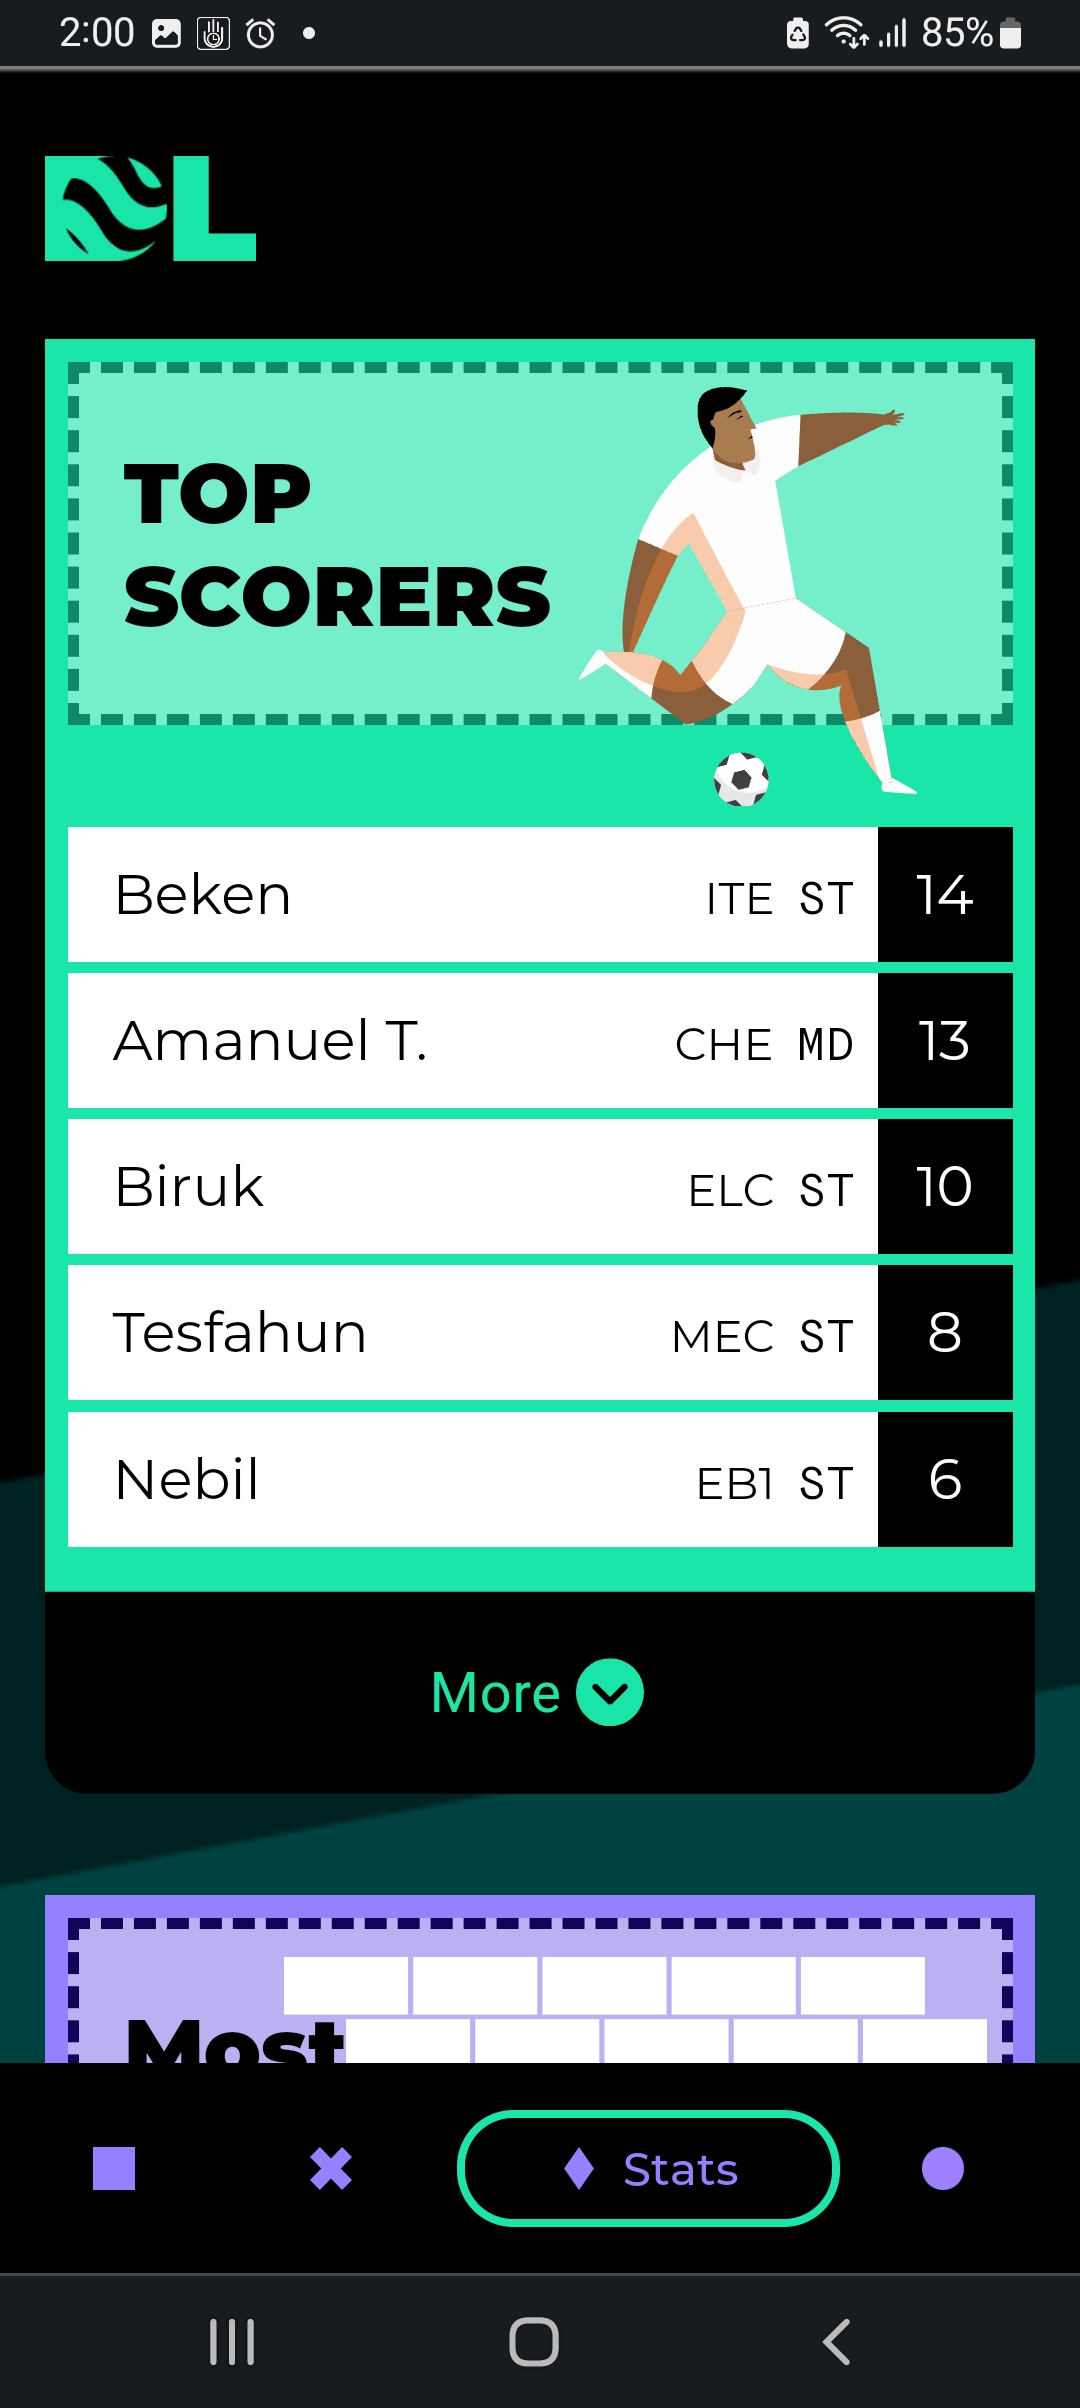 2:00 85%
L
TOP
SCORERS
Beken ITE ST 14
Amanuel T. CHE MD 13
Biruk ELC ST 10
Tesfahun MEC ST 8
Nebil EB1 ST 6
More
Most
Stats